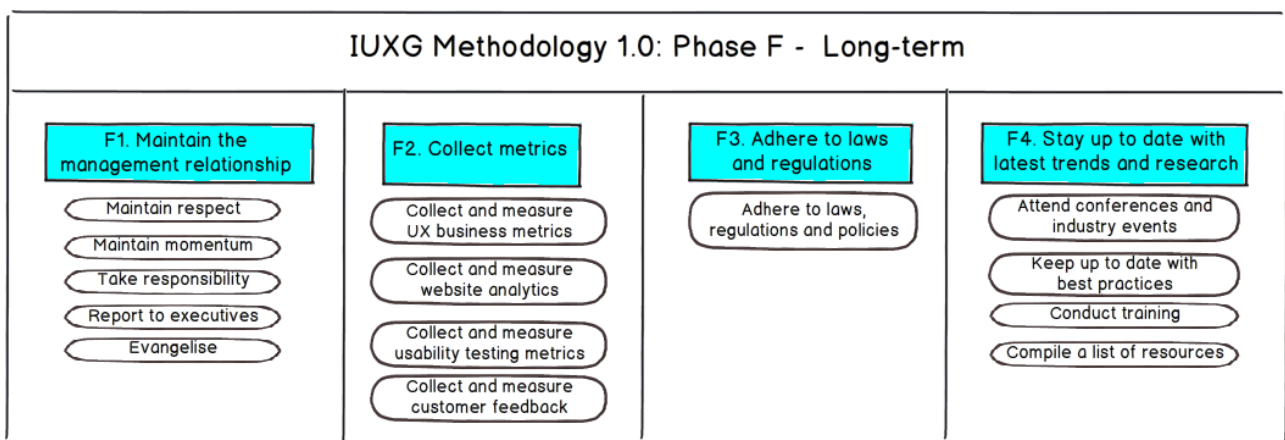 IUXG Methodology 1.0: Phase F - Long-term
F1. Maintain the
management relationship
Maintain respect
Maintain momentum
Take responsibility
Report to executives
Evangelise
F2. Collect metrics
Collect and measure
UX business metrics
Collect and measure
website analytics
Collect and measure
usability testing metrics
Collect and measure
customer feedback
F3. Adhere to laws
and regulations
Adhere to laws,
regulations and policies
F4. Stay up to date with
latest trends and research
Attend conferences and
industry events
Keep up to date with
best practices
Conduct training
Compile a list of resources